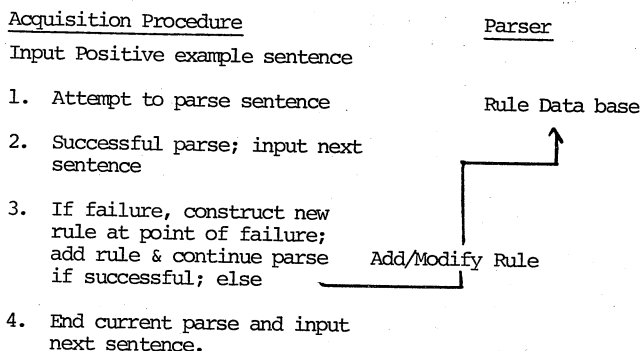 Acquisition Procedure
Parser
Input Positive example sentence
1. Attempt to parse sentence
Rule Data base
2. Successful parse; input next
sentence
3. If failure, construct new
rule at point of failure;
add rule & continue parse
Add/Modify Rule
if successful; else
4. End current parse and input
next sentence.